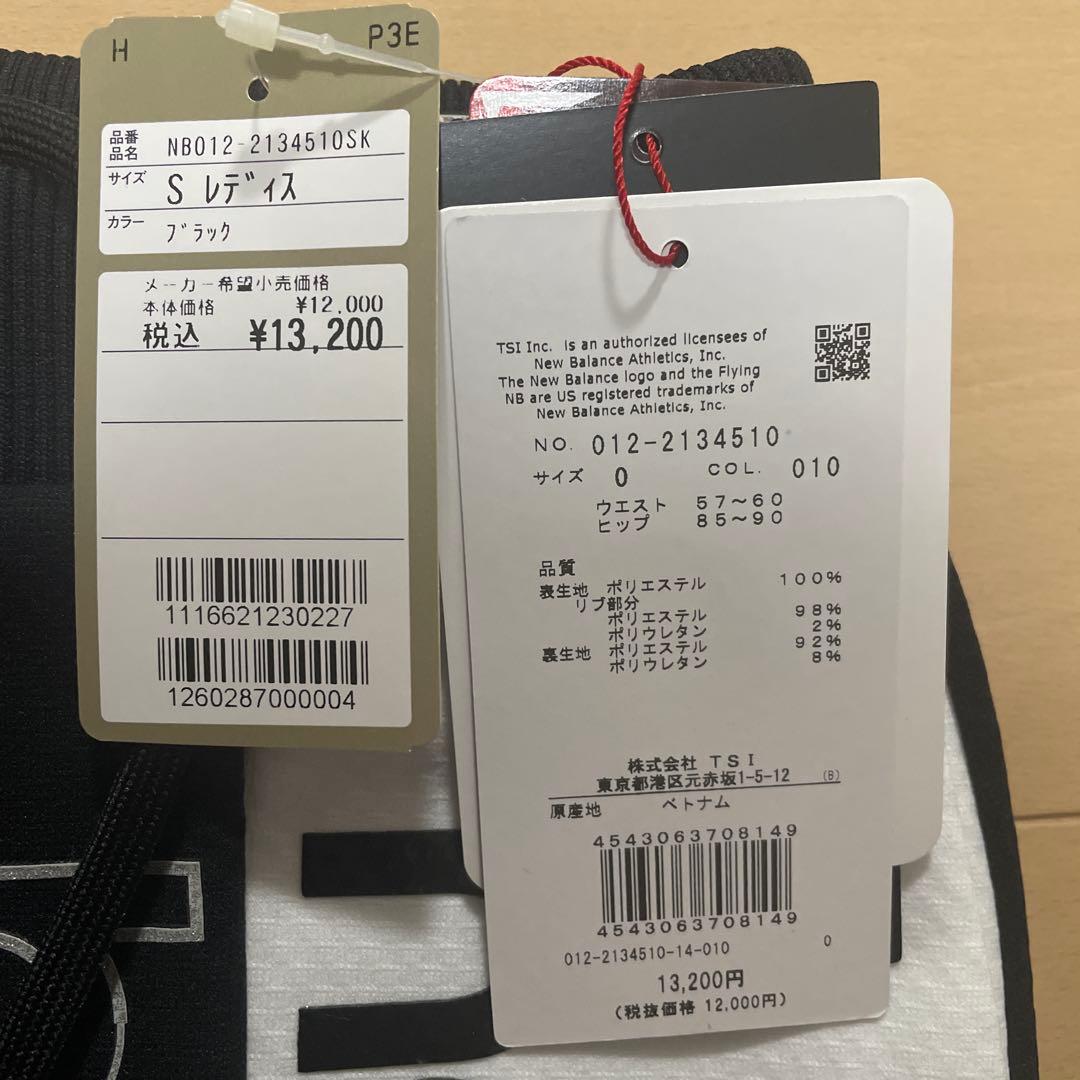 H P3E
品番 NB012-2134510SK
品名
サイズ S レディス
カラー ブラック
メーカー希望小売価格
本体価格 ¥12,000
税込 ¥13,200
1116621230227
1260287000004
TSI Inc. is an authorized licensees of
New Balance Athletics, Inc.
The New Balance logo and the Flying
NB are US registered trademarks of
New Balance Athletics, Inc.
NO. 012-2134510
サイズ 0 COL. 010
ウエスト 57～60
ヒップ 85～90
品質
表生地 ポリエステル 100%
リブ部分
ポリエステル 98%
ポリウレタン 2%
裏生地 ポリエステル 92%
ポリウレタン 8%
株式会社 TSI
東京都港区元赤坂1-5-12 (B)
原産地 ベトナム
4543063708149
4543063708149
012-2134510-14-010 0
13,200円
(税抜価格 12,000円)